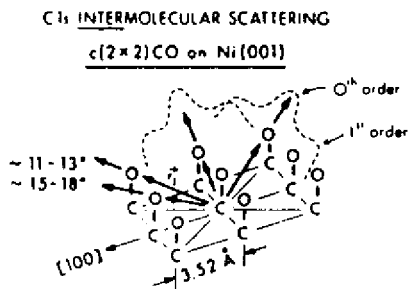 C1s INTERMOLECULAR SCATTERING
c(2×2)CO on Ni(001)
0th order
1st order
~ 11 - 13°
~ 15 - 18°
O O O O O O O O
C C C C C C C C
[100]
3.52 Å